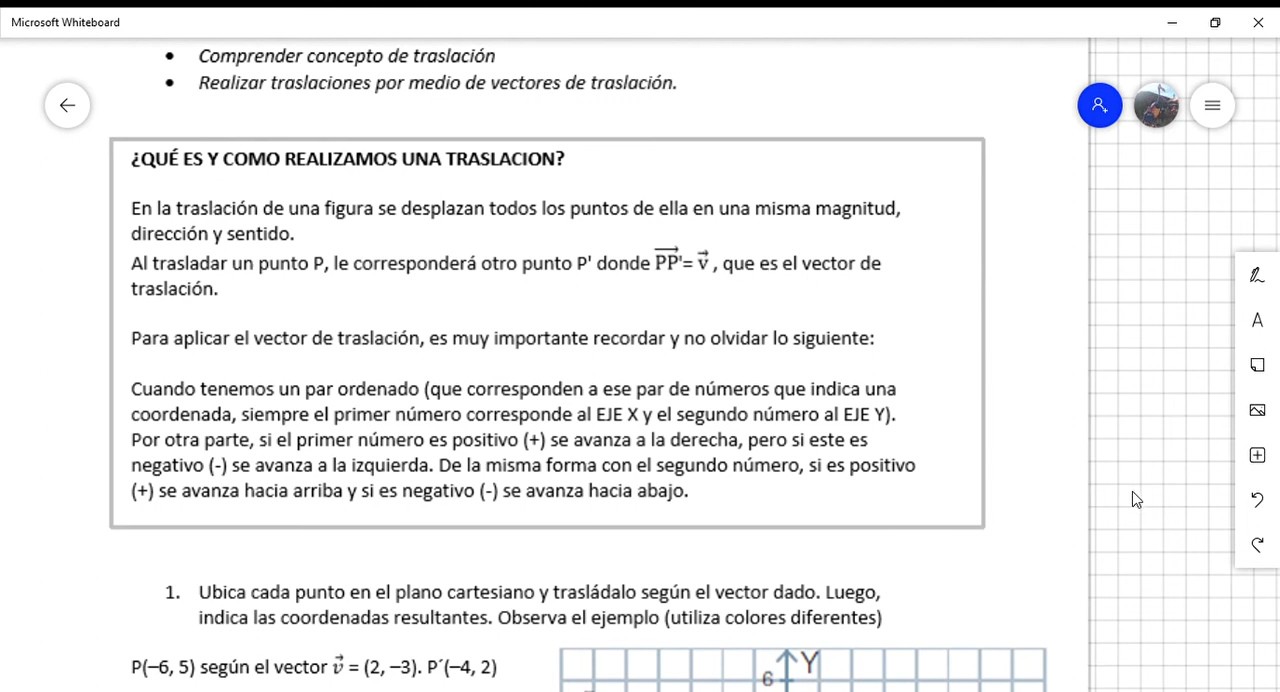 Microsoft Whiteboard
• Comprender concepto de traslación
• Realizar traslaciones por medio de vectores de traslación.
¿QUÉ ES Y COMO REALIZAMOS UNA TRASLACION?
En la traslación de una figura se desplazan todos los puntos de ella en una misma magnitud,
dirección y sentido.
Al trasladar un punto P, le corresponderá otro punto P' donde \overrightarrow{PP'}= \vec{v} , que es el vector de
traslación.
Para aplicar el vector de traslación, es muy importante recordar y no olvidar lo siguiente:
Cuando tenemos un par ordenado (que corresponden a ese par de números que indica una
coordenada, siempre el primer número corresponde al EJE X y el segundo número al EJE Y).
Por otra parte, si el primer número es positivo (+) se avanza a la derecha, pero si este es
negativo (-) se avanza a la izquierda. De la misma forma con el segundo número, si es positivo
(+) se avanza hacia arriba y si es negativo (-) se avanza hacia abajo.
1. Ubica cada punto en el plano cartesiano y trasládalo según el vector dado. Luego,
indica las coordenadas resultantes. Observa el ejemplo (utiliza colores diferentes)
P(−6, 5) según el vector \vec{v} = (2, −3). P´(−4, 2)
Y
6